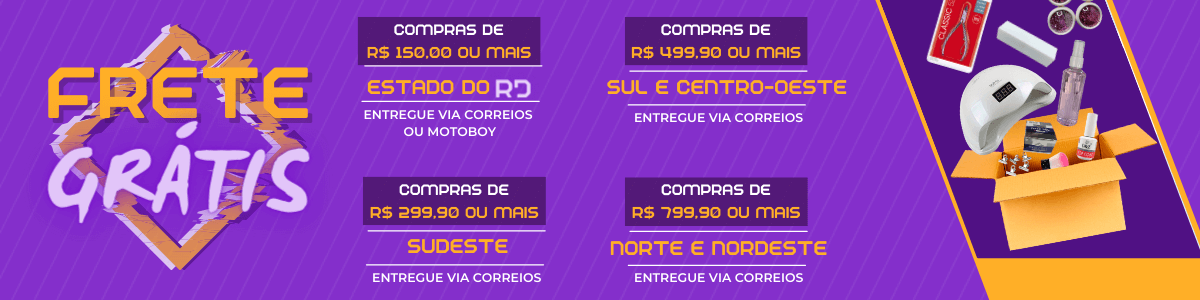 FRETE
GRÁTIS
COMPRAS DE
R$ 150,00 OU MAIS
ESTADO DO RD
ENTREGUE VIA CORREIOS
OU MOTOBOY
COMPRAS DE
R$ 499,90 OU MAIS
SUL E CENTRO-OESTE
ENTREGUE VIA CORREIOS
COMPRAS DE
R$ 299,90 OU MAIS
SUDESTE
ENTREGUE VIA CORREIOS
COMPRAS DE
R$ 799,90 OU MAIS
NORTE E NORDESTE
ENTREGUE VIA CORREIOS